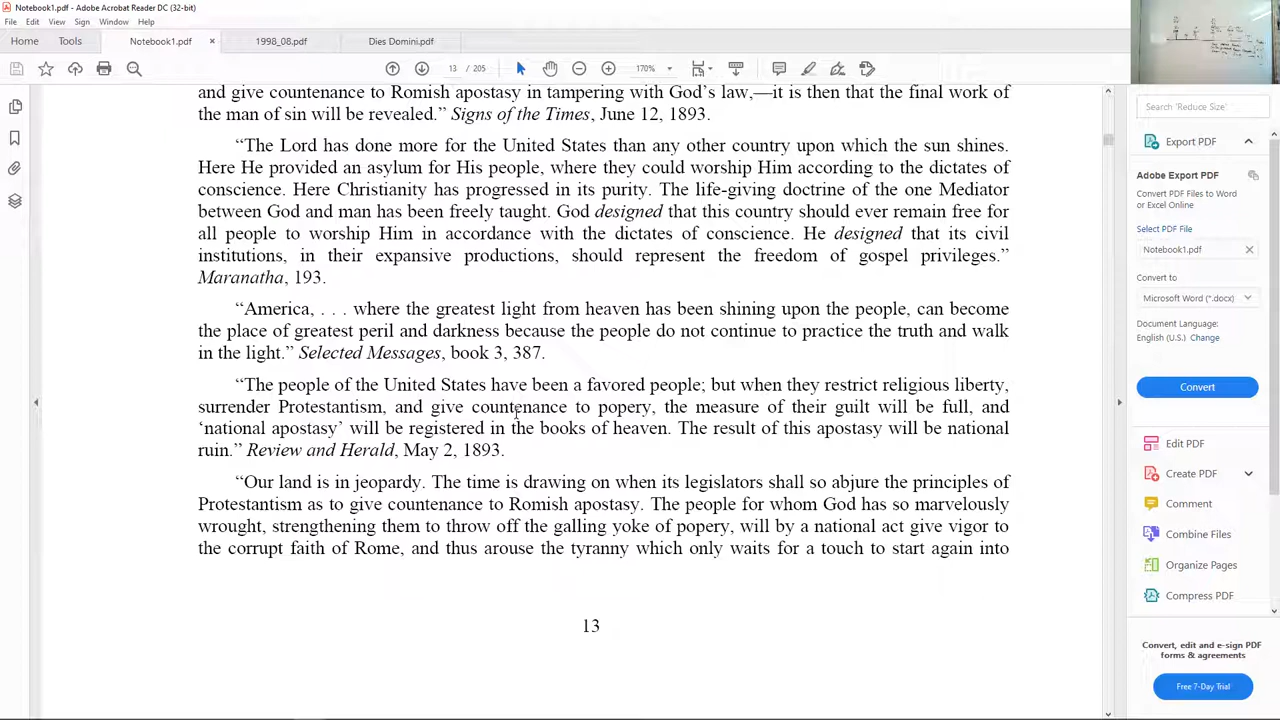 Notebook1.pdf - Adobe Acrobat Reader DC (32-bit)
File Edit View Sign Window Help
Home Tools Notebook1.pdf × 1998_08.pdf Dies Domini.pdf
13 / 205 170%
and give countenance to Romish apostasy in tampering with God’s law,—it is then that the final work of
the man of sin will be revealed.” Signs of the Times, June 12, 1893.
“The Lord has done more for the United States than any other country upon which the sun shines.
Here He provided an asylum for His people, where they could worship Him according to the dictates of
conscience. Here Christianity has progressed in its purity. The life-giving doctrine of the one Mediator
between God and man has been freely taught. God designed that this country should ever remain free for
all people to worship Him in accordance with the dictates of conscience. He designed that its civil
institutions, in their expansive productions, should represent the freedom of gospel privileges.”
Maranatha, 193.
“America, . . . where the greatest light from heaven has been shining upon the people, can become
the place of greatest peril and darkness because the people do not continue to practice the truth and walk
in the light.” Selected Messages, book 3, 387.
“The people of the United States have been a favored people; but when they restrict religious liberty,
surrender Protestantism, and give countenance to popery, the measure of their guilt will be full, and
‘national apostasy’ will be registered in the books of heaven. The result of this apostasy will be national
ruin.” Review and Herald, May 2, 1893.
“Our land is in jeopardy. The time is drawing on when its legislators shall so abjure the principles of
Protestantism as to give countenance to Romish apostasy. The people for whom God has so marvelously
wrought, strengthening them to throw off the galling yoke of popery, will by a national act give vigor to
the corrupt faith of Rome, and thus arouse the tyranny which only waits for a touch to start again into
13
Search 'Reduce Size'
Export PDF
Adobe Export PDF
Convert PDF Files to Word
or Excel Online
Select PDF File
Notebook1.pdf ×
Convert to
Microsoft Word (*.docx)
Document Language:
English (U.S.) Change
Convert
Edit PDF
Create PDF
Comment
Combine Files
Organize Pages
Compress PDF
Convert, edit and e-sign PDF
forms & agreements
Free 7-Day Trial